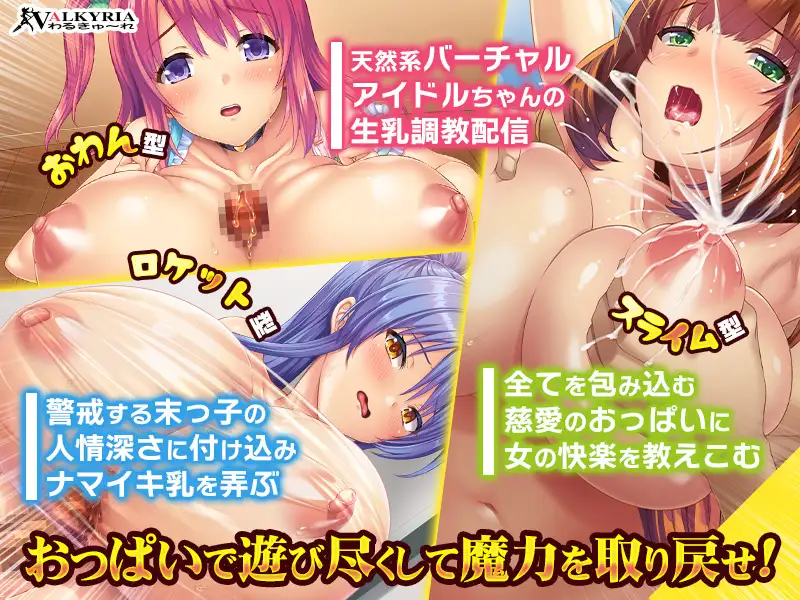 VALKYRIA
わるきゅ〜れ
天然系バーチャル
アイドルちゃんの
生乳調教配信
おわん型
ロケット型
警戒する末っ子の
人情深さに付け込み
ナマイキ乳を弄ぶ
スライム型
全てを包み込む
慈愛のおっぱいに
女の快楽を教えこむ
おっぱいで遊び尽くして魔力を取り戻せ!